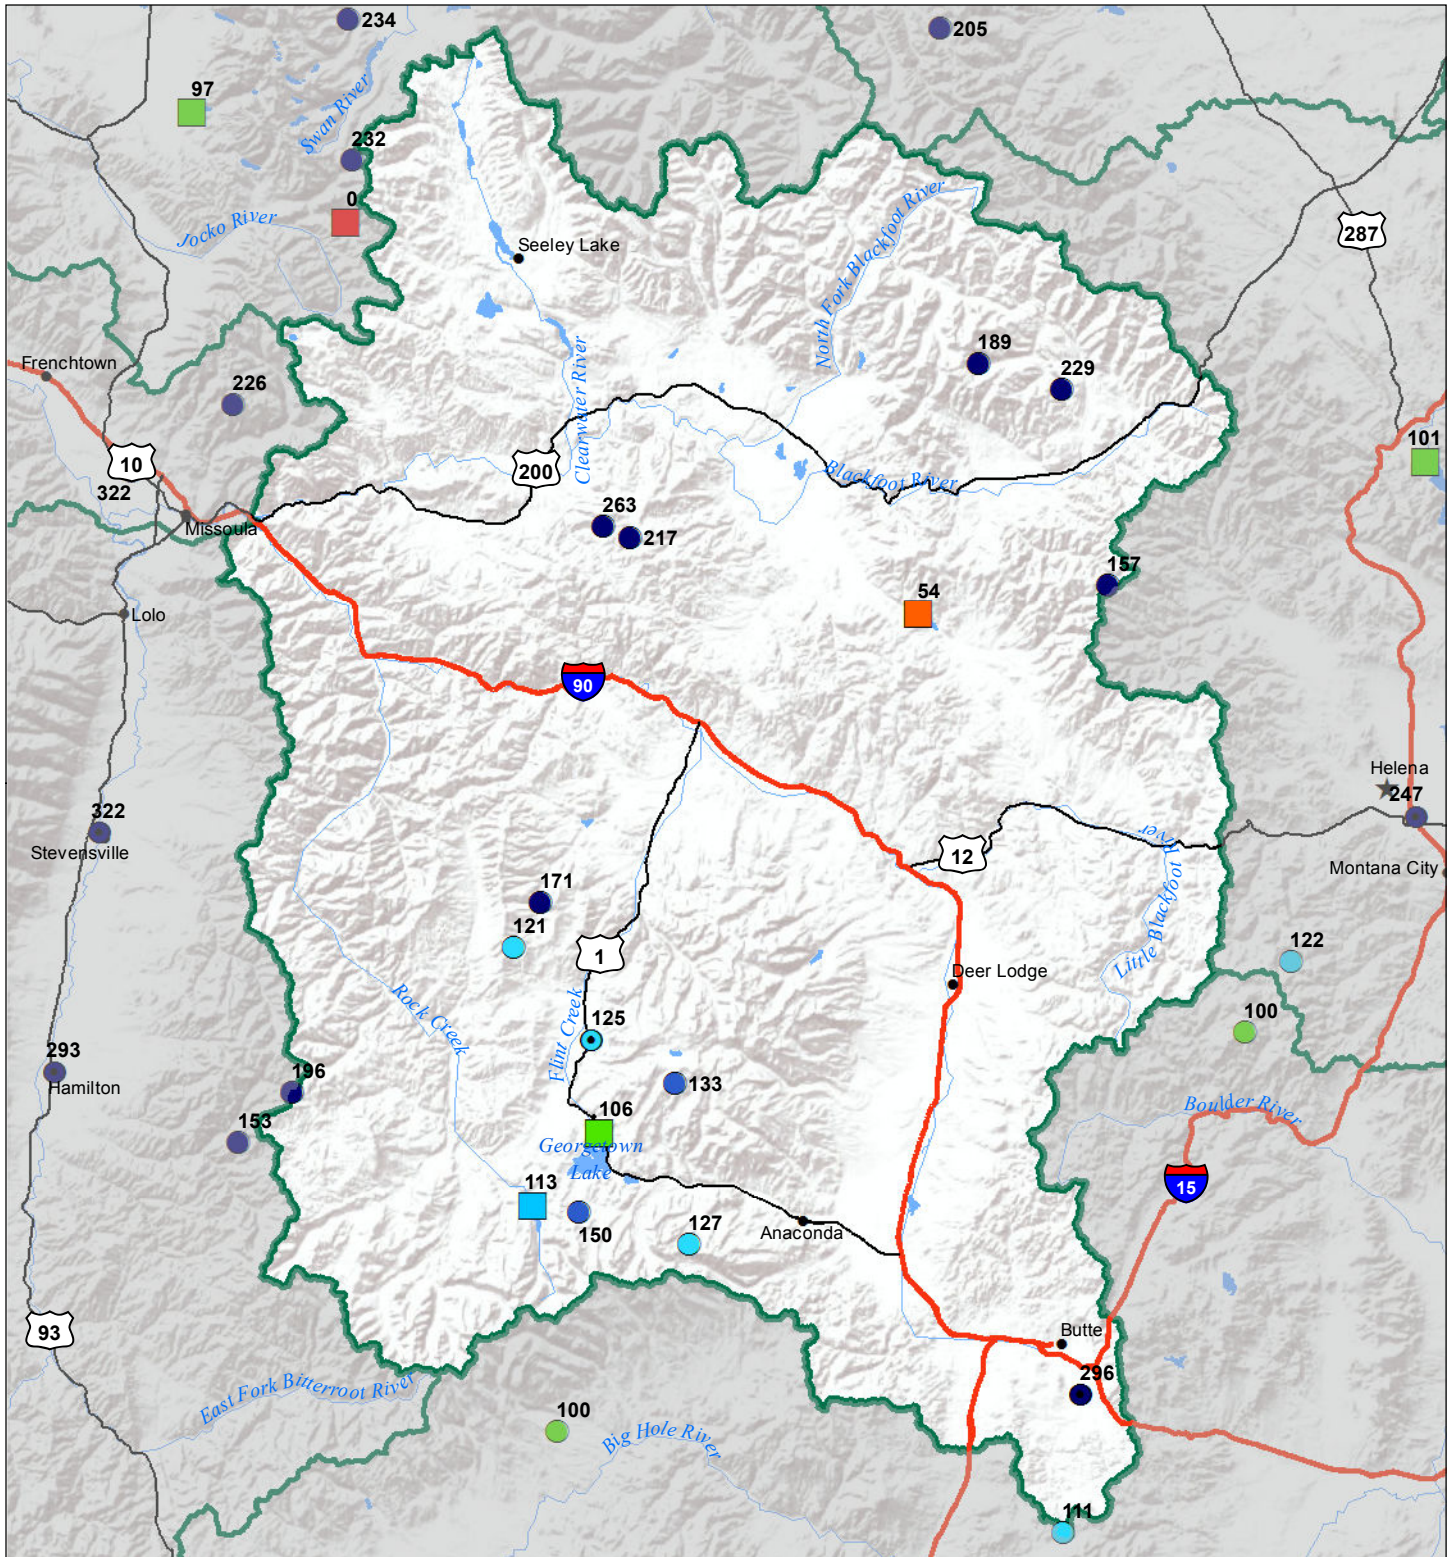 234
205
97
Swan River
232
0
Jocko River
287
Seeley Lake
North Fork Blackfoot River
189
229
Frenchtown
226
Clearwater River
101
10
200
Blackfoot River
322
263
Missoula
217
157
54
Lolo
90
Helena
247
322
Stevensville
12
Little Blackfoot River
Montana City
171
121
1
122
Deer Lodge
Rock Creek
Flint Creek
125
100
293
Hamilton
196
133
153
106
Boulder River
Georgetown
Lake
15
113
150
127
Anaconda
93
Butte
296
East Fork Bitterroot River
100
Big Hole River
111